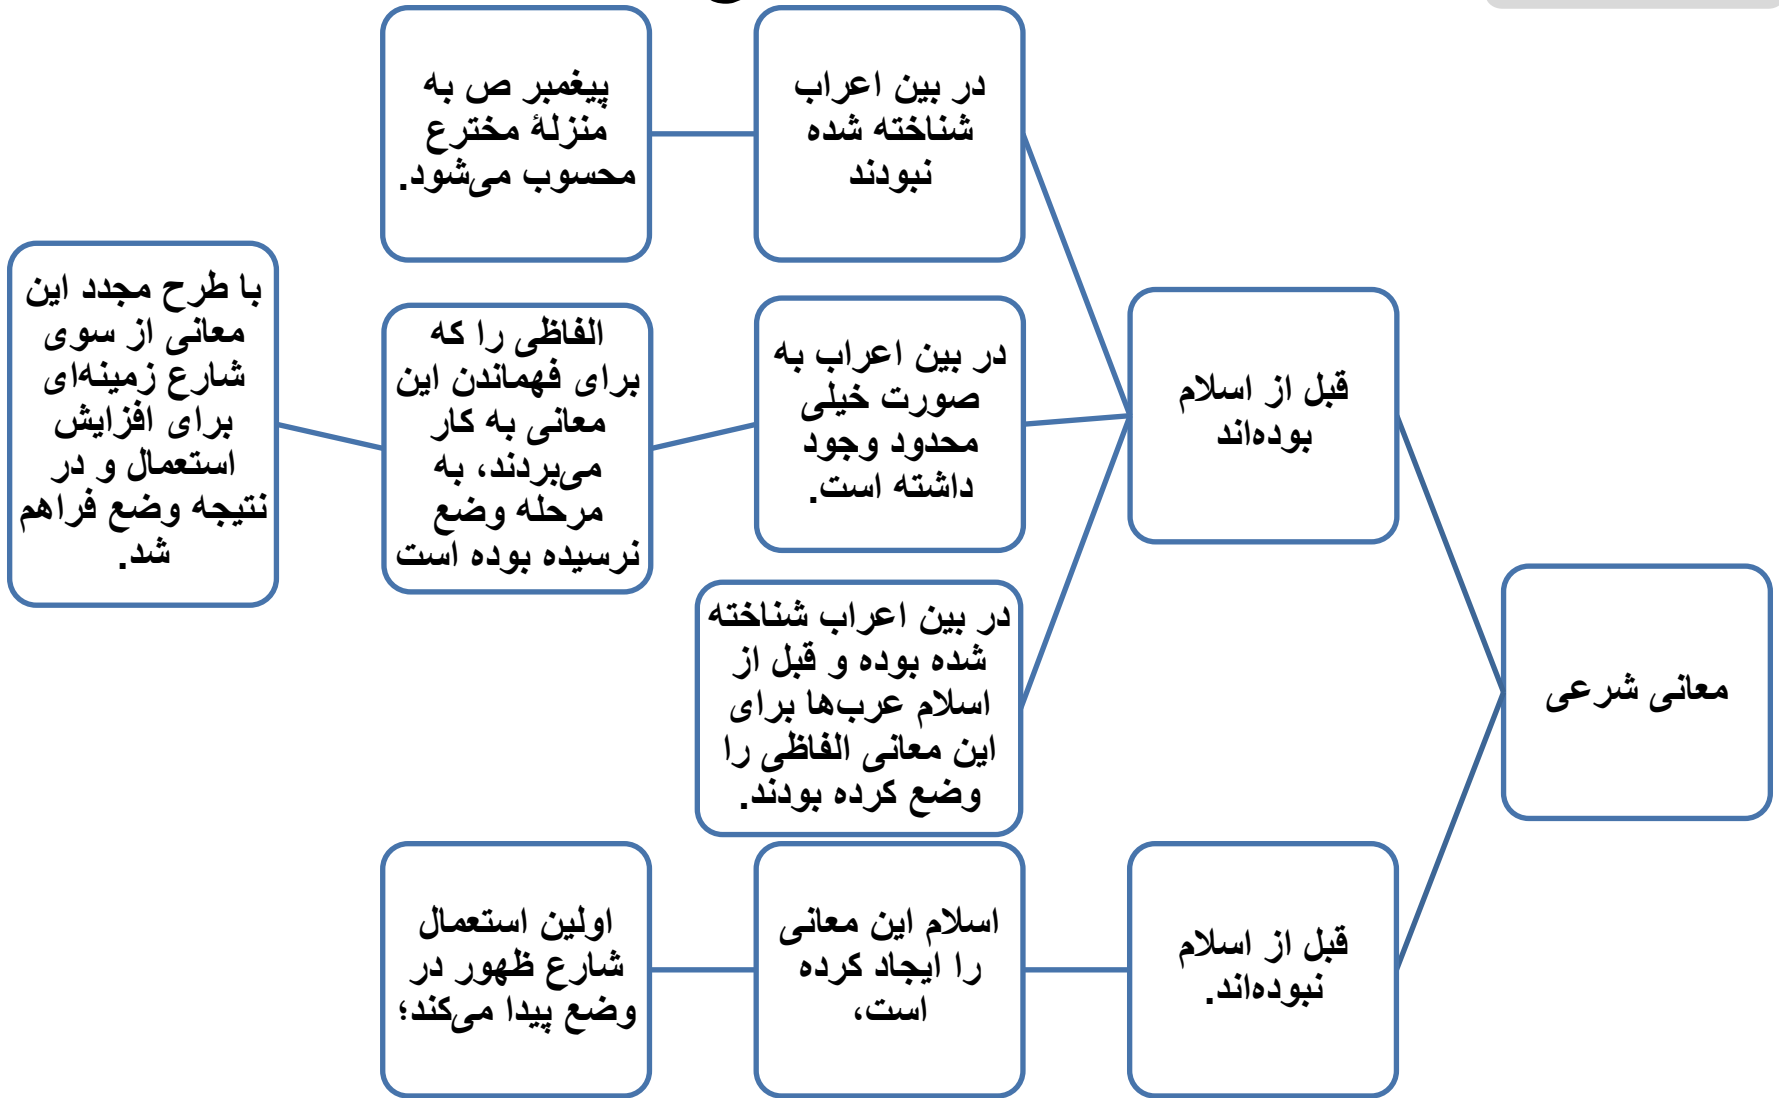 معانی شرعی
قبل از اسلام
بوده‌اند
در بین اعراب
شناخته شده
نبودند
پیغمبر ص به
منزلۀ مخترع
محسوب می‌شود.
در بین اعراب به
صورت خیلی
محدود وجود
داشته است.
الفاظی را که
برای فهماندن این
معانی به کار
می‌بردند، به
مرحله وضع
نرسیده بوده است
با طرح مجدد این
معانی از سوی
شارع زمینه‌ای
برای افزایش
استعمال و در
نتیجه وضع فراهم
شد.
در بین اعراب شناخته
شده بوده و قبل از
اسلام عرب‌ها برای
این معانی الفاظی را
وضع کرده بودند.
قبل از اسلام
نبوده‌اند.
اسلام این معانی
را ایجاد کرده
است،
اولین استعمال
شارع ظهور در
وضع پیدا می‌کند؛